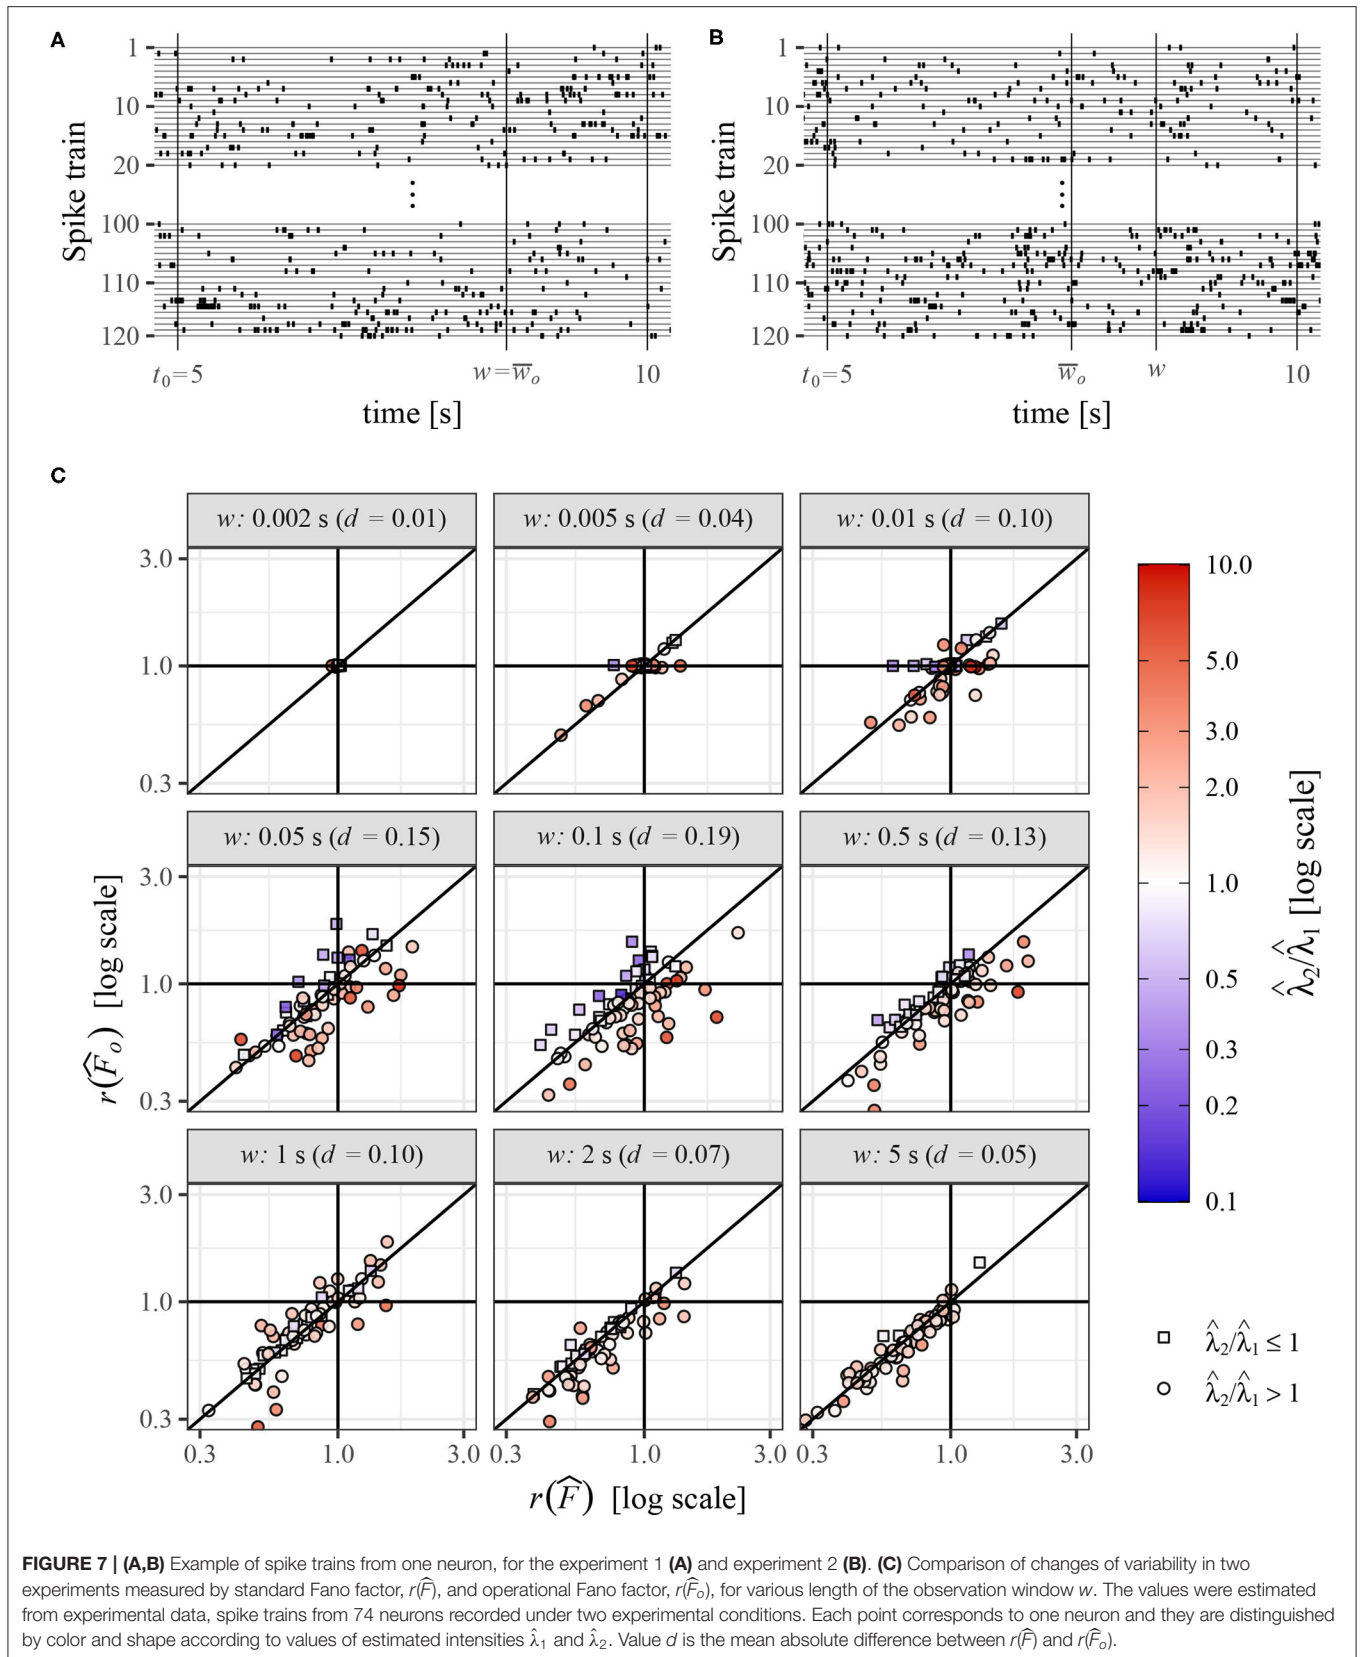 A
B
1
10
20
100
110
120
Spike train
t₀=5
w=w̅ₒ
10
time [s]
1
10
20
100
110
120
Spike train
t₀=5
w̅ₒ
w
10
time [s]
C
w: 0.002 s (d = 0.01)
w: 0.005 s (d = 0.04)
w: 0.01 s (d = 0.10)
3.0
1.0
0.3
w: 0.05 s (d = 0.15)
w: 0.1 s (d = 0.19)
w: 0.5 s (d = 0.13)
3.0
1.0
0.3
w: 1 s (d = 0.10)
w: 2 s (d = 0.07)
w: 5 s (d = 0.05)
3.0
1.0
0.3
0.3 1.0 3.0
0.3 1.0 3.0
0.3 1.0 3.0
r(F̂ₒ) [log scale]
r(F̂) [log scale]
10.0
5.0
3.0
2.0
1.0
0.5
0.3
0.2
0.1
λ̂₂/λ̂₁ [log scale]
λ̂₂/λ̂₁ ≤ 1
λ̂₂/λ̂₁ > 1
FIGURE 7 | (A,B) Example of spike trains from one neuron, for the experiment 1 (A) and experiment 2 (B). (C) Comparison of changes of variability in two
experiments measured by standard Fano factor, r(F̂), and operational Fano factor, r(F̂ₒ), for various length of the observation window w. The values were estimated
from experimental data, spike trains from 74 neurons recorded under two experimental conditions. Each point corresponds to one neuron and they are distinguished
by color and shape according to values of estimated intensities λ̂₁ and λ̂₂. Value d is the mean absolute difference between r(F̂) and r(F̂ₒ).